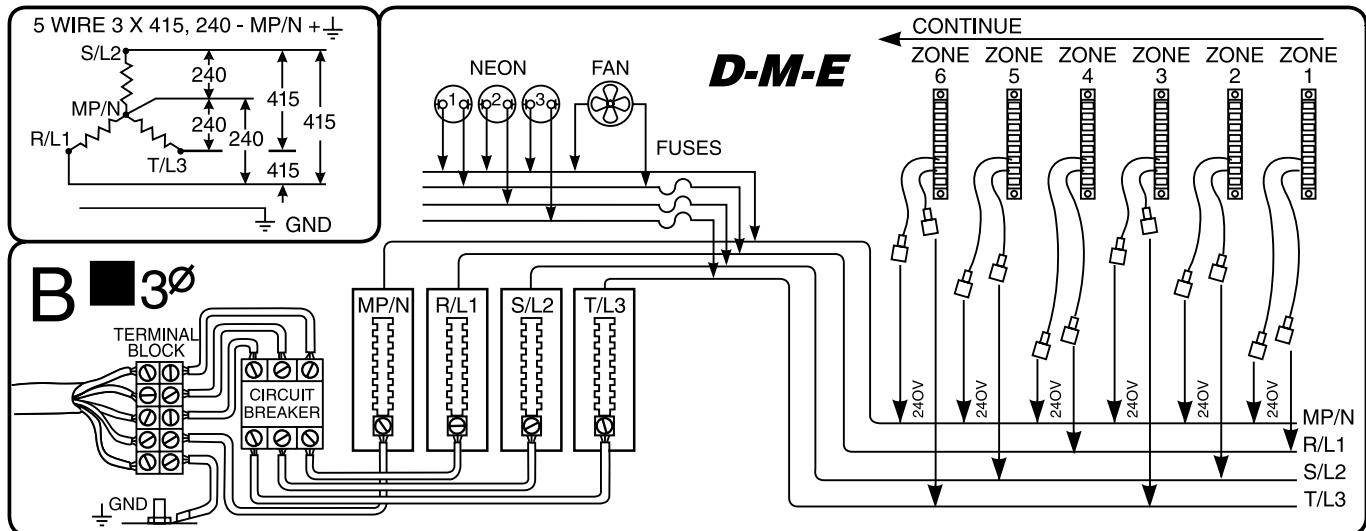 5 WIRE 3 X 415, 240 - MP/N +
S/L2
240
MP/N
240
240
415
415
R/L1
T/L3
415
GND
NEON
FAN
1
2
3
FUSES
D-M-E
CONTINUE
ZONE 6
ZONE 5
ZONE 4
ZONE 3
ZONE 2
ZONE 1
B 3Ø
TERMINAL
BLOCK
CIRCUIT
BREAKER
GND
MP/N
R/L1
S/L2
T/L3
24OV
24OV
24OV
24OV
24OV
24OV
MP/N
R/L1
S/L2
T/L3